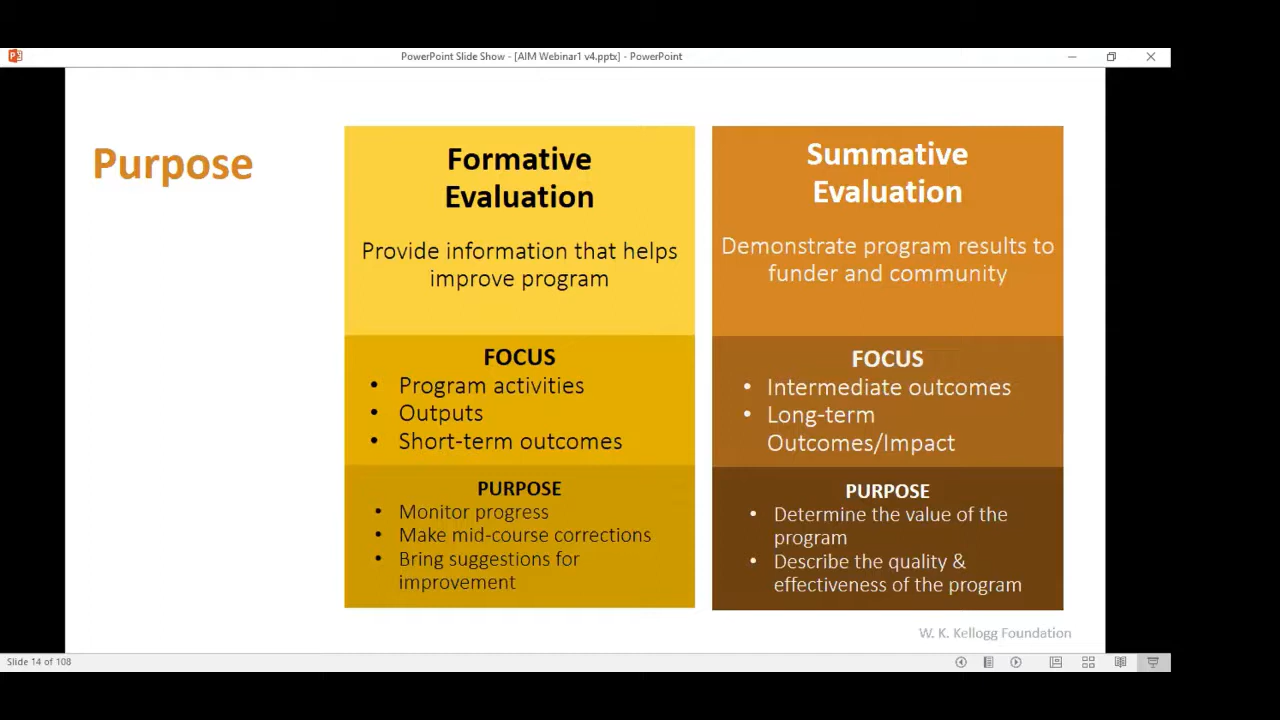 PowerPoint Slide Show - [AIM Webinar1 v4.pptx] - PowerPoint
Purpose
Formative
Evaluation
Provide information that helps
improve program
FOCUS
• Program activities
• Outputs
• Short-term outcomes
PURPOSE
• Monitor progress
• Make mid-course corrections
• Bring suggestions for
improvement
Summative
Evaluation
Demonstrate program results to
funder and community
FOCUS
• Intermediate outcomes
• Long-term
Outcomes/Impact
PURPOSE
• Determine the value of the
program
• Describe the quality &
effectiveness of the program
W. K. Kellogg Foundation
Slide 14 of 108